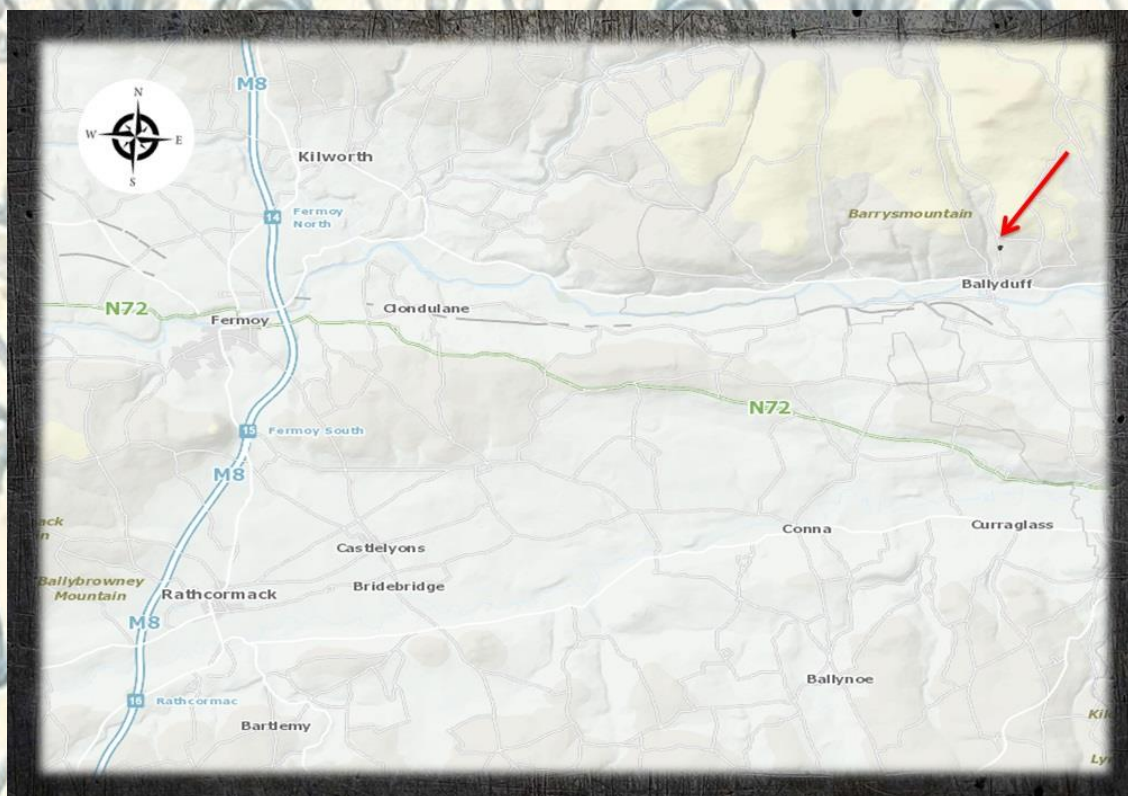 M8
N
W
E
S
Kilworth
14
Fermoy
North
Barrysmountain
Ballyduff
N72
Fermoy
Clondulane
N72
15
Fermoy South
M8
Conna
Curraglass
Castlelyons
Ballybrowney
Mountain
Rathcormack
Bridebridge
M8
Ballynoe
16
Rathcormac
Bartlemy